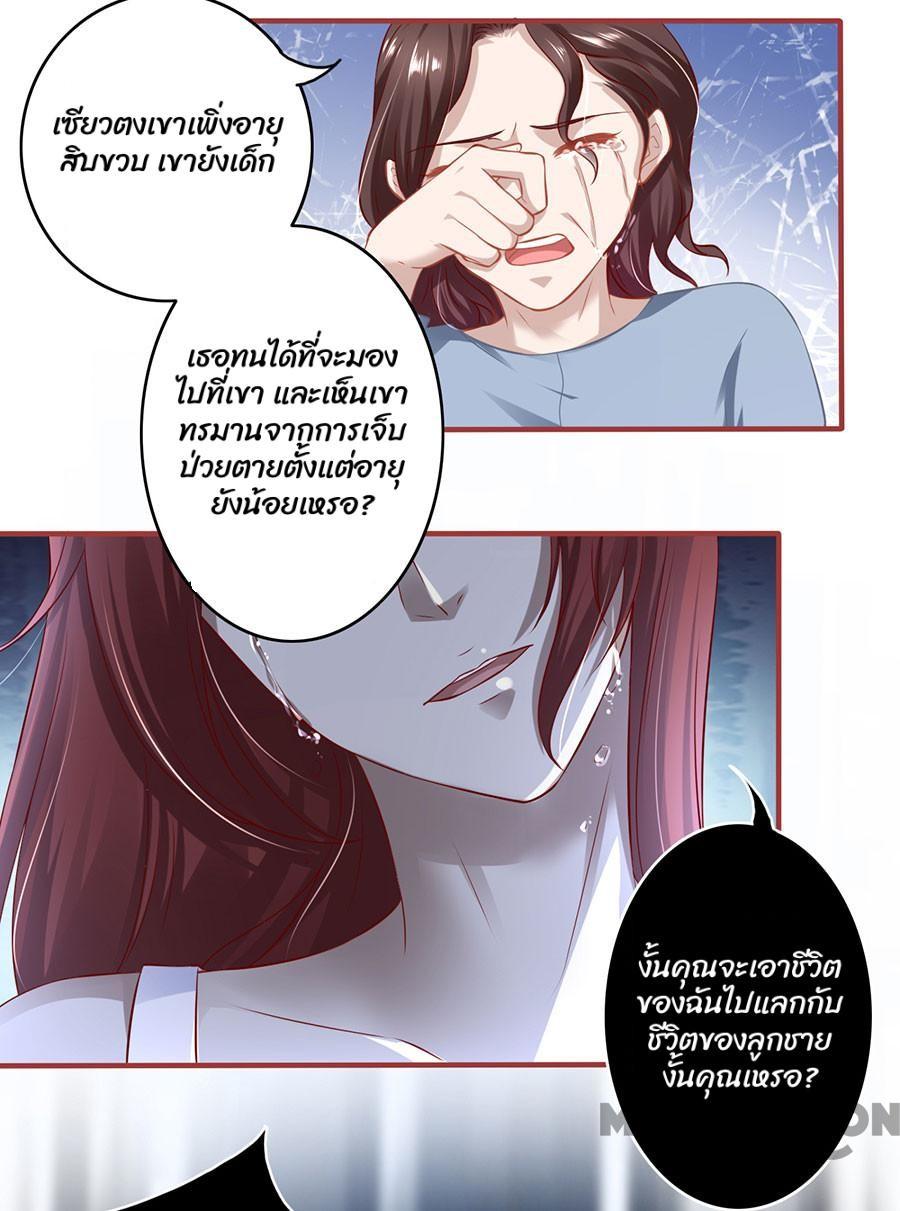 เซียวตงเขาเพิ่งอายุ
สิบขวบ เขายังเด็ก
เธอทนได้ที่จะมอง
ไปที่เขา และเห็นเขา
ทรมานจากการเจ็บ
ป่วยตายตั้งแต่อายุ
ยังน้อยเหรอ?
งั้นคุณจะเอาชีวิต
ของฉันไปแลกกับ
ชีวิตของลูกชาย
งั้นคุณเหรอ?